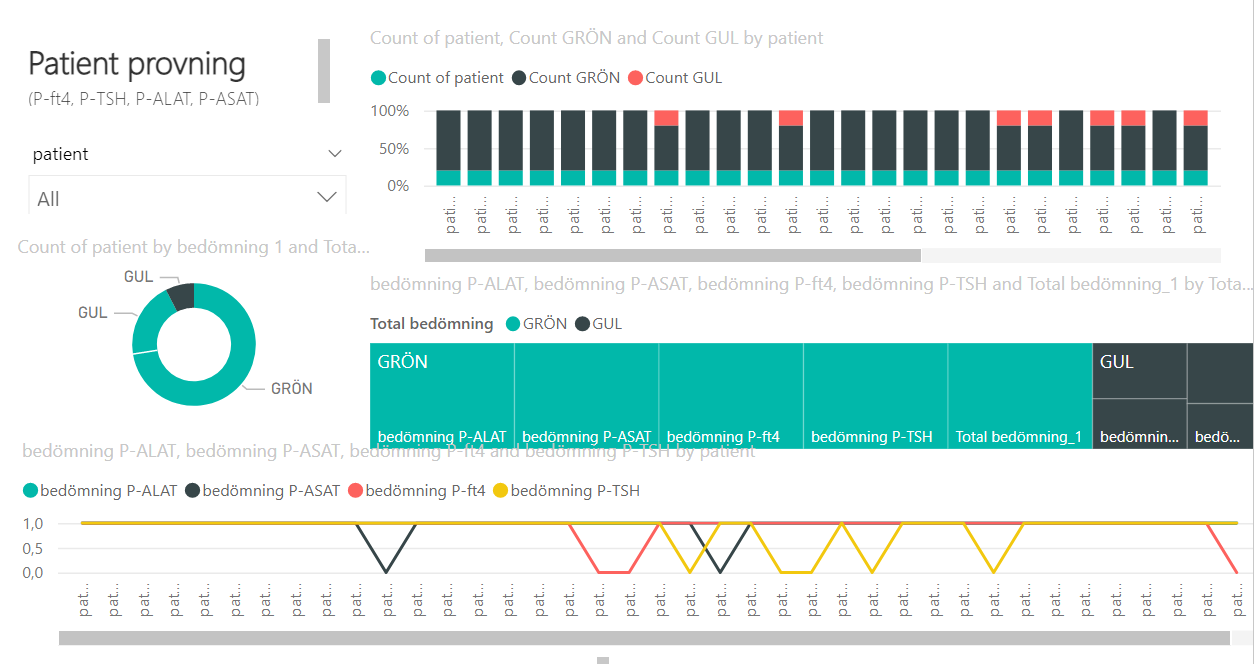 Patient provning
(P-ft4, P-TSH, P-ALAT, P-ASAT)
patient
All
Count of patient, Count GRÖN and Count GUL by patient
Count of patient Count GRÖN Count GUL
100%
50%
0%
pati... pati... pati... pati... pati... pati... pati... pati... pati... pati... pati... pati... pati... pati... pati... pati... pati... pati... pati... pati... pati... pati... pati... pati... pati...
Count of patient by bedömning 1 and Tota...
GUL
GUL
GRÖN
bedömning P-ALAT, bedömning P-ASAT, bedömning P-ft4, bedömning P-TSH and Total bedömning_1 by Tota...
Total bedömning GRÖN GUL
GRÖN
GUL
bedömning P-ALAT
bedömning P-ASAT
bedömning P-ft4
bedömning P-TSH
Total bedömning_1
bedömnin...
bedö...
bedömning P-ALAT, bedömning P-ASAT, bedömning P-ft4 and bedömning P-TSH by patient
bedömning P-ALAT bedömning P-ASAT bedömning P-ft4 bedömning P-TSH
1,0
0,5
0,0
pat... pat... pat... pat... pat... pat... pat... pat... pat... pat... pat... pat... pat... pat... pat... pat... pat... pat... pat... pat... pat... pat... pat... pat... pat... pat... pat... pat... pat... pat... pat... pat... pat... pat... pat... pat... pat... pat... pat...